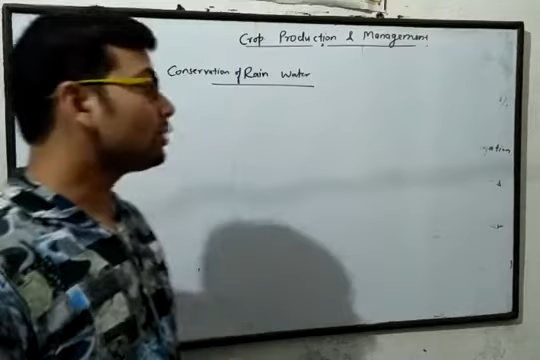 Crop Production & Management
Conservation of Rain Water